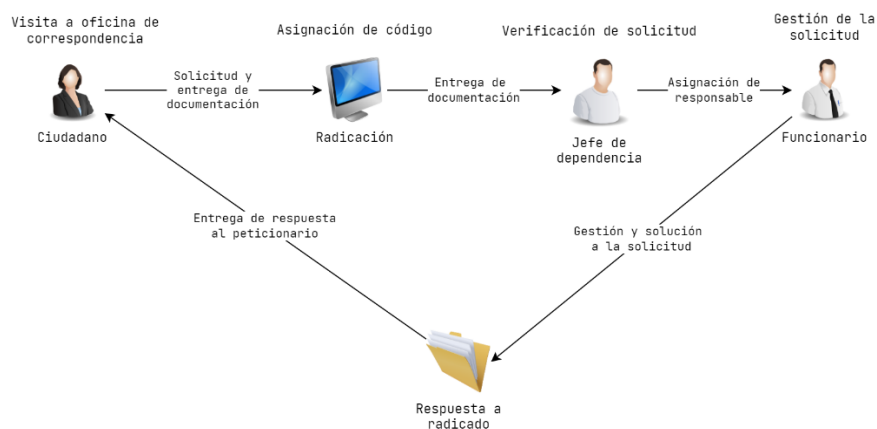 Visita a oficina de
correspondencia
Asignación de código
Verificación de solicitud
Gestión de la
solicitud
Solicitud y
entrega de
documentación
Entrega de
documentación
Asignación de
responsable
Ciudadano
Radicación
Jefe de
dependencia
Funcionario
Entrega de respuesta
al peticionario
Gestión y solución
a la solicitud
Respuesta a
radicado